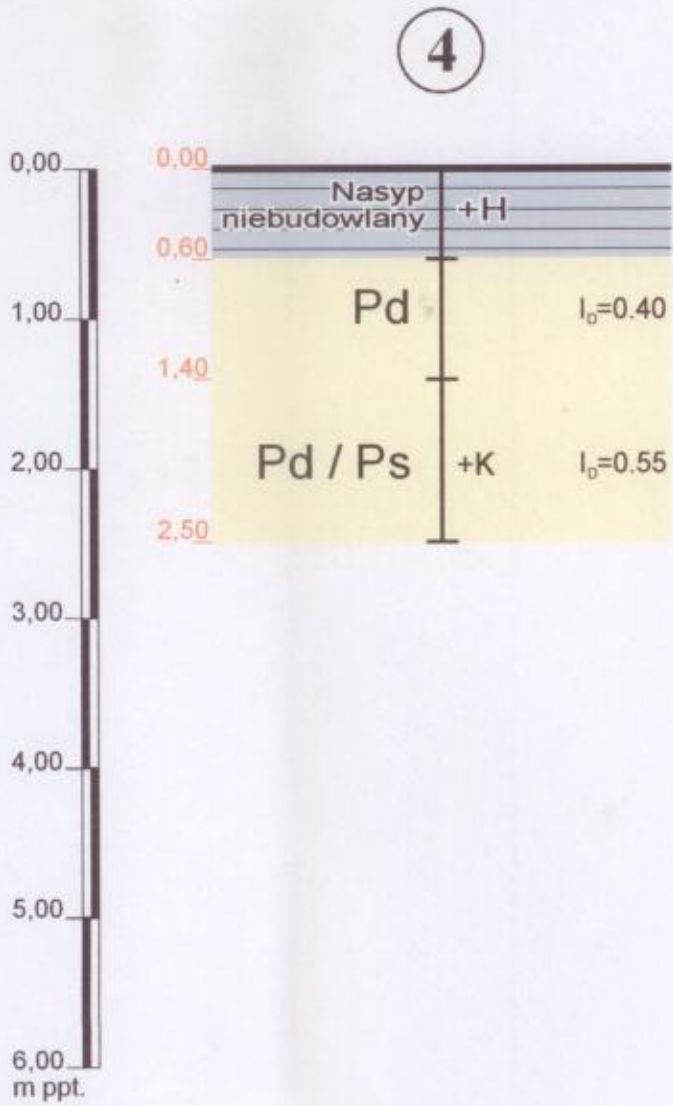 4
0,00
0,00
Nasyp
niebudowlany
+H
0,60
Pd
I_D=0.40
1,00
1,40
Pd / Ps
+K
I_D=0.55
2,00
2,50
3,00
4,00
5,00
6,00
m ppt.